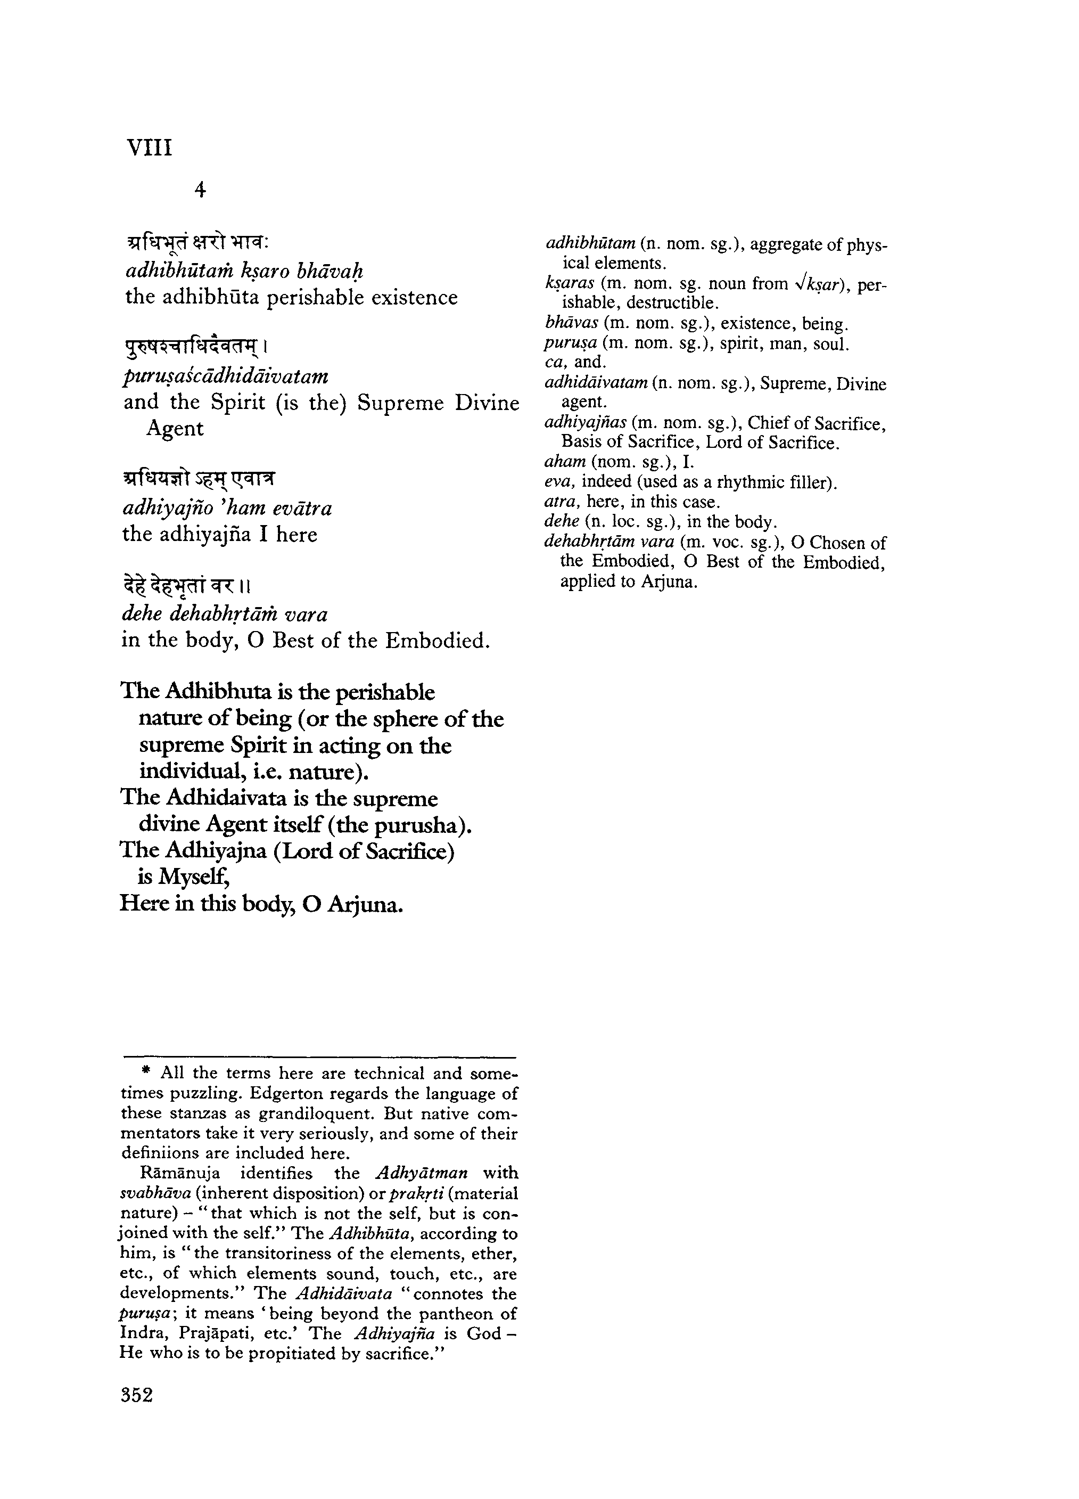 VIII
4
अधिभूतं क्षरो भावः
adhibhūtaṁ kṣaro bhāvaḥ
the adhibhūta perishable existence
पुरुषश्चाधिदैवतम् ।
puruṣaścādhidāivatam
and the Spirit (is the) Supreme Divine
Agent
अधियज्ञो ऽहम् एवात्र
adhiyajño 'ham evātra
the adhiyajña I here
देहे देहभृतां वर ॥
dehe dehabhṛtāṁ vara
in the body, O Best of the Embodied.
The Adhibhuta is the perishable
nature of being (or the sphere of the
supreme Spirit in acting on the
individual, i.e. nature).
The Adhidaivata is the supreme
divine Agent itself (the purusha).
The Adhiyajna (Lord of Sacrifice)
is Myself,
Here in this body, O Arjuna.
adhibhūtam (n. nom. sg.), aggregate of phys-
ical elements.
kṣaras (m. nom. sg. noun from √kṣar), per-
ishable, destructible.
bhāvas (m. nom. sg.), existence, being.
puruṣa (m. nom. sg.), spirit, man, soul.
ca, and.
adhidāivatam (n. nom. sg.), Supreme, Divine
agent.
adhiyajñas (m. nom. sg.), Chief of Sacrifice,
Basis of Sacrifice, Lord of Sacrifice.
aham (nom. sg.), I.
eva, indeed (used as a rhythmic filler).
atra, here, in this case.
dehe (n. loc. sg.), in the body.
dehabhṛtām vara (m. voc. sg.), O Chosen of
the Embodied, O Best of the Embodied,
applied to Arjuna.
* All the terms here are technical and some-
times puzzling. Edgerton regards the language of
these stanzas as grandiloquent. But native com-
mentators take it very seriously, and some of their
definiions are included here.
Rāmānuja identifies the Adhyātman with
svabhāva (inherent disposition) or prakṛti (material
nature) – "that which is not the self, but is con-
joined with the self." The Adhibhūta, according to
him, is "the transitoriness of the elements, ether,
etc., of which elements sound, touch, etc., are
developments." The Adhidāivata "connotes the
puruṣa; it means 'being beyond the pantheon of
Indra, Prajāpati, etc.' The Adhiyajña is God –
He who is to be propitiated by sacrifice."
352